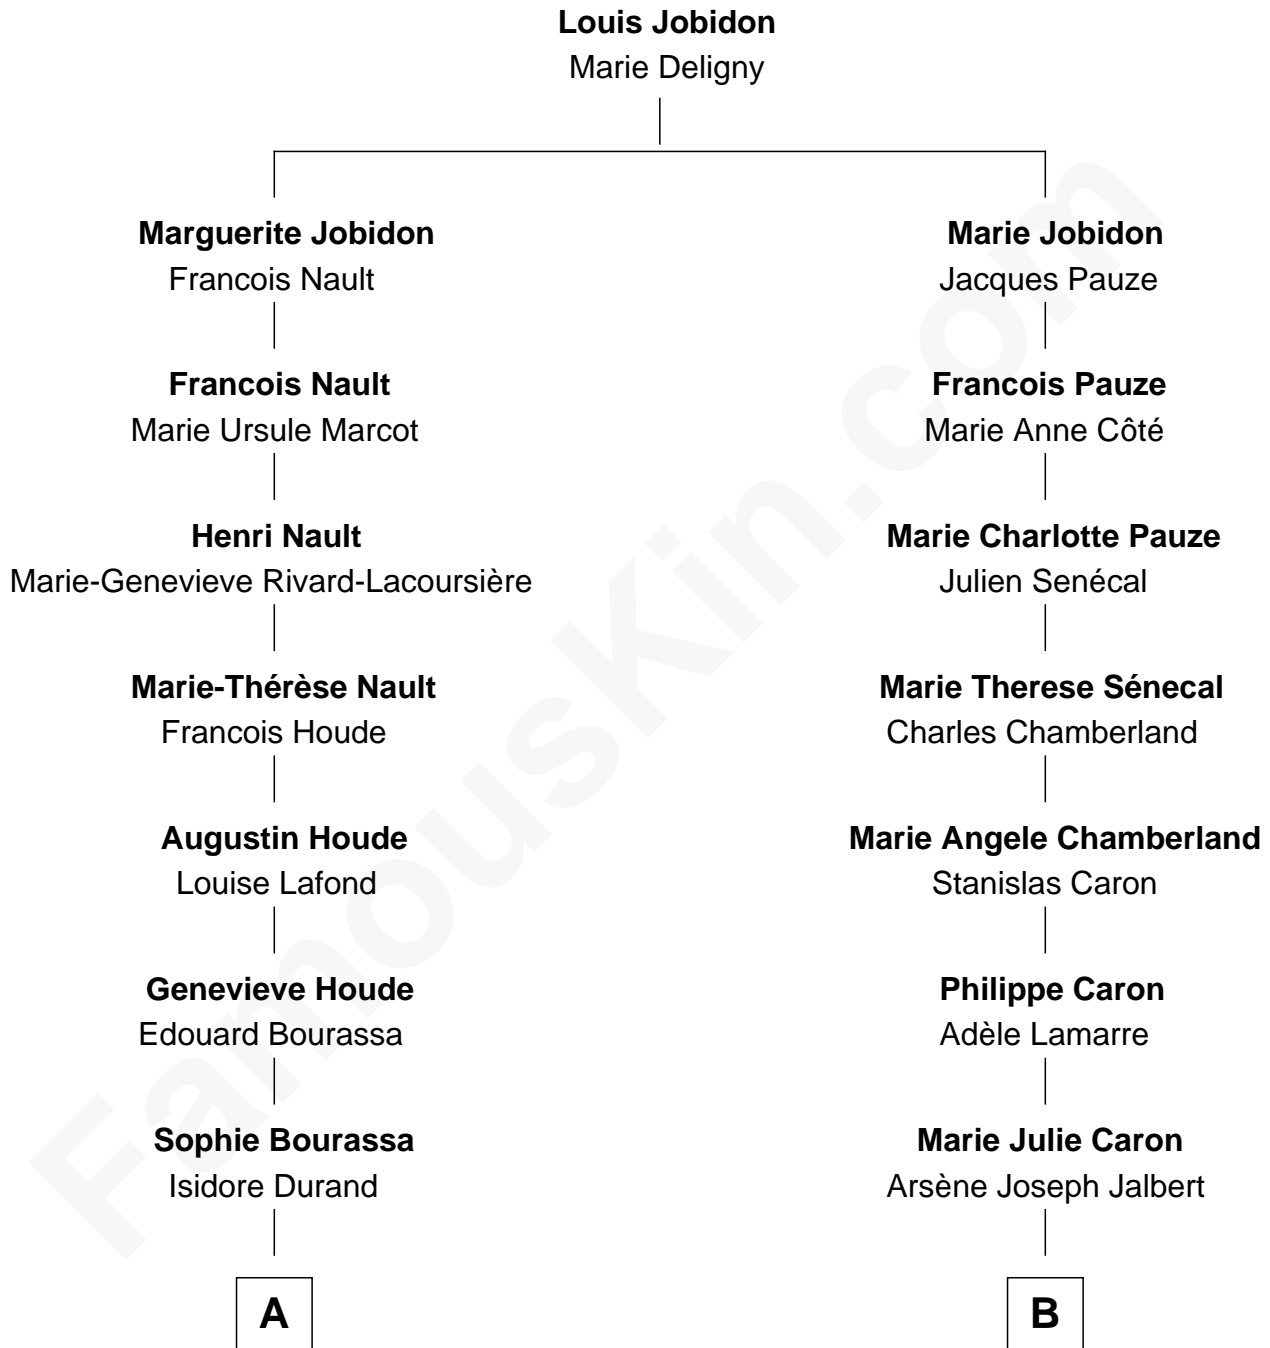 Louis Jobidon
Marie Deligny
Marguerite Jobidon
Francois Nault
Marie Jobidon
Jacques Pauze
Francois Nault
Marie Ursule Marcot
Francois Pauze
Marie Anne Côté
Henri Nault
Marie-Genevieve Rivard-Lacoursière
Marie Charlotte Pauze
Julien Senécal
Marie-Thérèse Nault
Francois Houde
Marie Therese Sénecal
Charles Chamberland
Augustin Houde
Louise Lafond
Marie Angele Chamberland
Stanislas Caron
Genevieve Houde
Edouard Bourassa
Philippe Caron
Adèle Lamarre
Sophie Bourassa
Isidore Durand
Marie Julie Caron
Arsène Joseph Jalbert
A
B
FamousKin.com